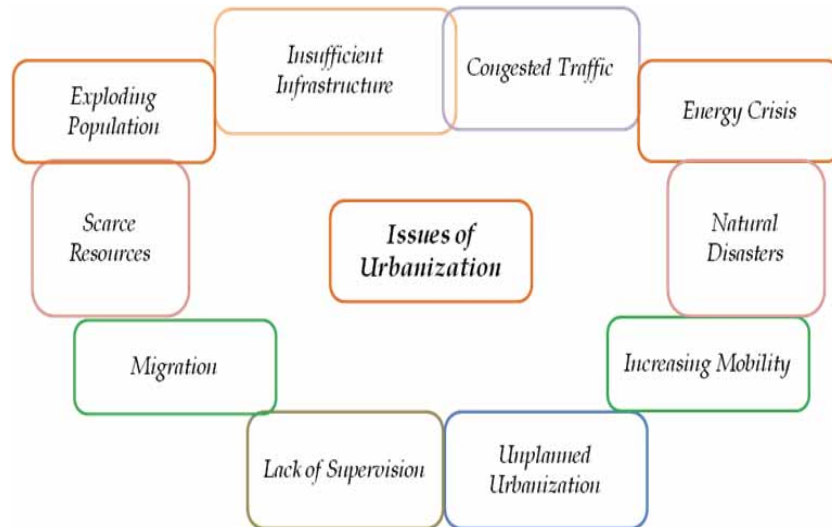 Insufficient
Infrastructure
Congested Traffic
Exploding
Population
Energy Crisis
Scarce
Resources
Issues of
Urbanization
Natural
Disasters
Migration
Increasing Mobility
Lack of Supervision
Unplanned
Urbanization